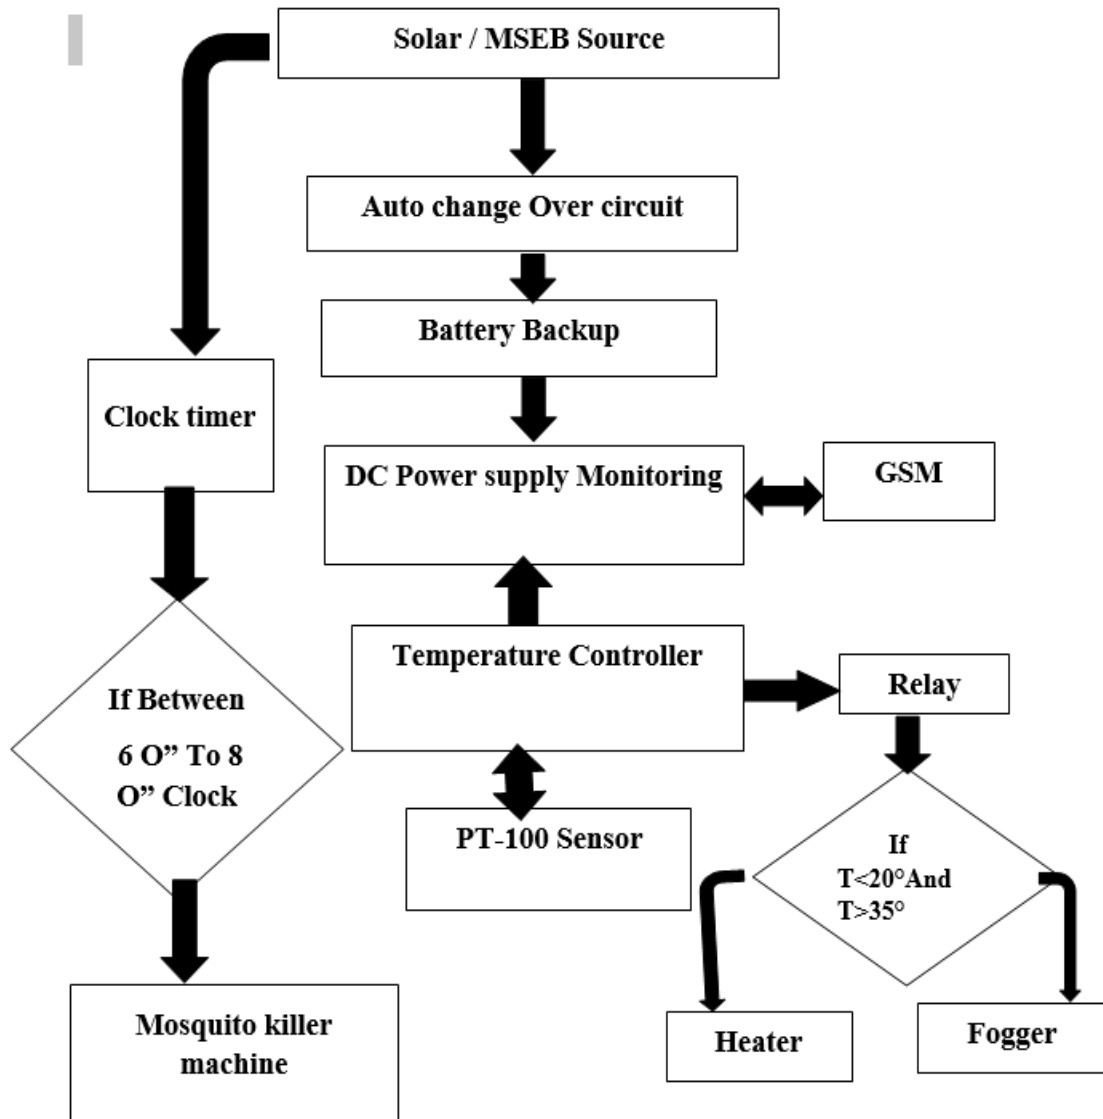 Solar / MSEB Source
Auto change Over circuit
Battery Backup
Clock timer
DC Power supply Monitoring
GSM
Temperature Controller
Relay
If Between
6 O” To 8
O” Clock
PT-100 Sensor
If
T<20°And
T>35°
Mosquito killer
machine
Heater
Fogger